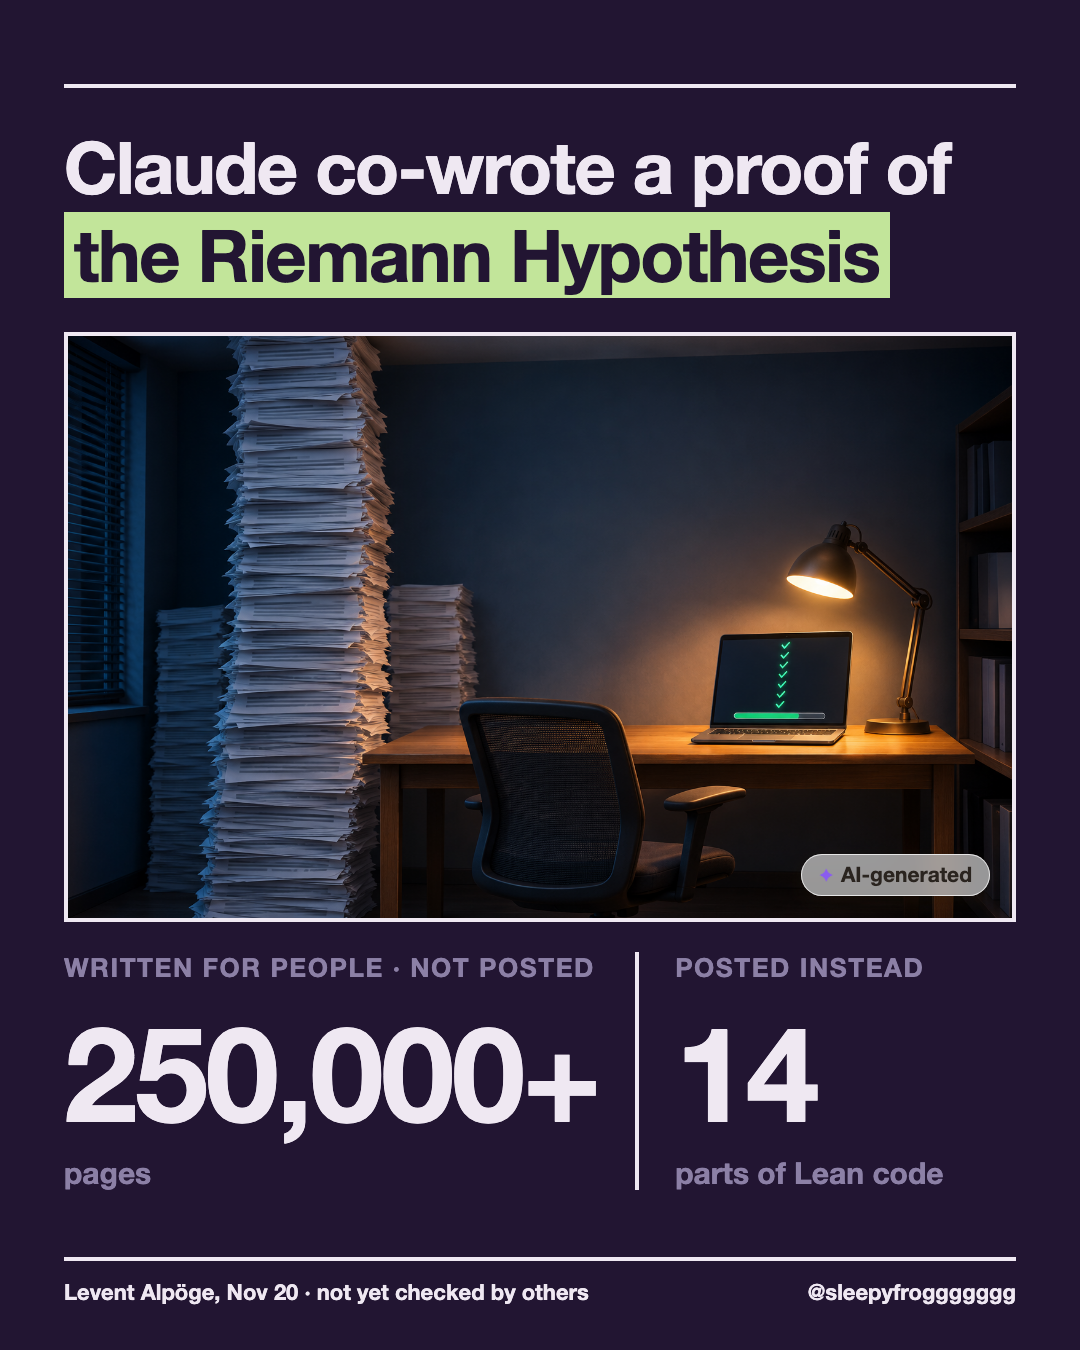 Claude co-wrote a proof of
the Riemann Hypothesis
AI-generated
WRITTEN FOR PEOPLE · NOT POSTED
250,000+
pages
POSTED INSTEAD
14
parts of Lean code
Levent Alpöge, Nov 20 · not yet checked by others
@sleepyfroggggggg